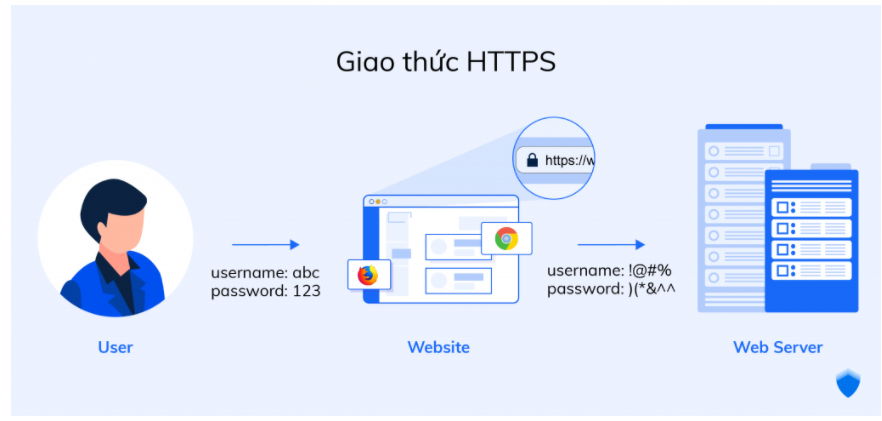 Giao thức HTTPS
https://w
username: abc
password: 123
username: !@#%
password: )(*&^^
User
Website
Web Server